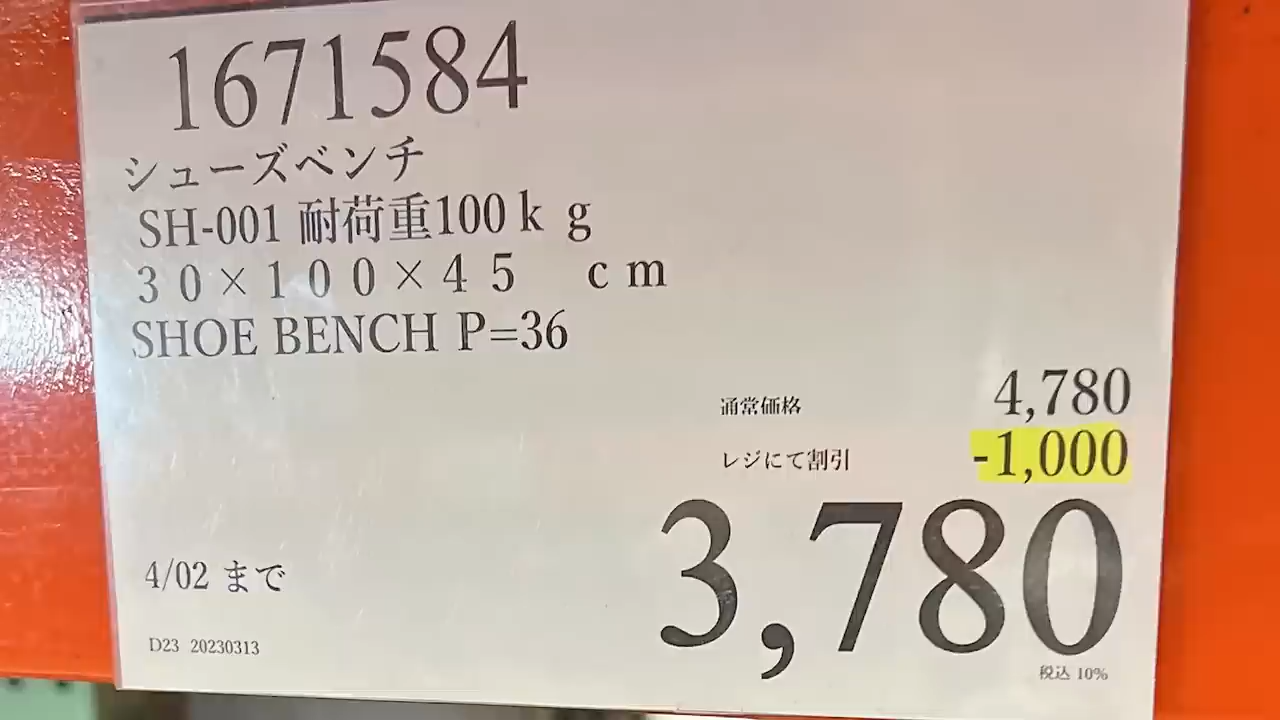 1671584
シューズベンチ
SH-001 耐荷重100ｋｇ
３０×１００×４５　ｃｍ
SHOE BENCH P=36
通常価格 4,780
レジにて割引 -1,000
3,780
4/02 まで
D23 20230313
税込 10%